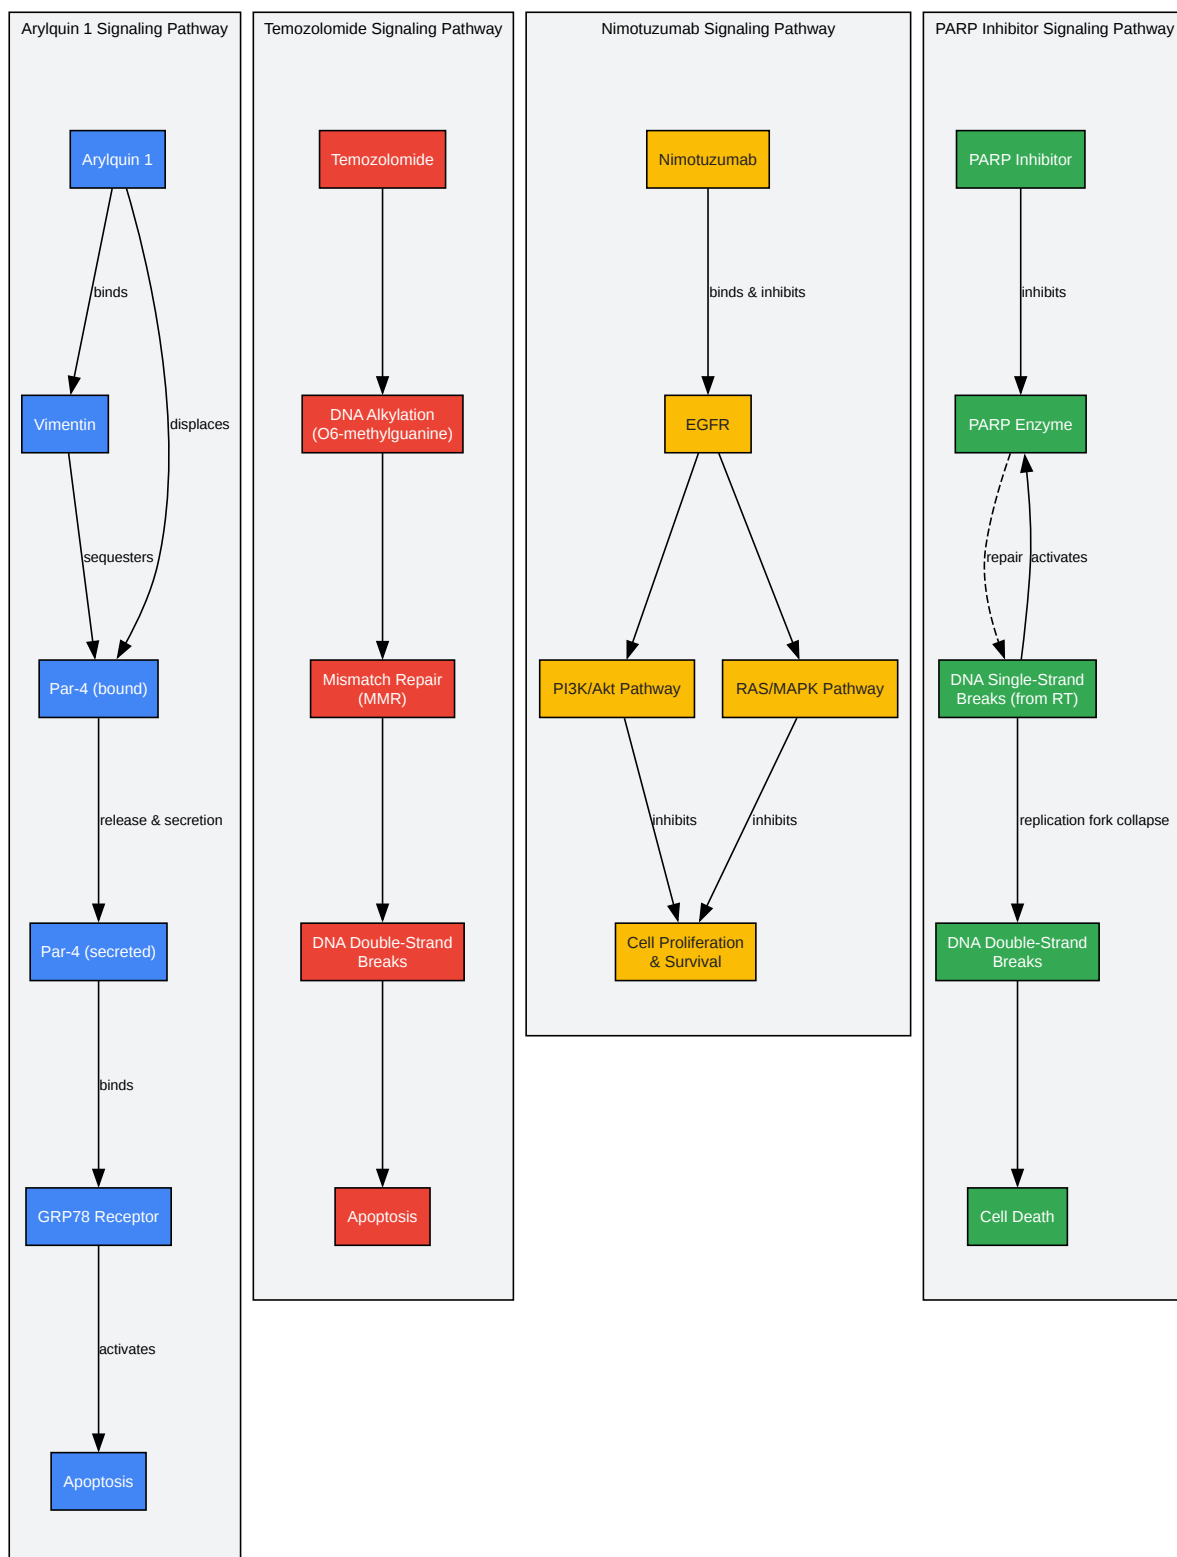 Arylquin 1 Signaling Pathway
Arylquin 1
binds
displaces
Vimentin
sequesters
Par-4 (bound)
release & secretion
Par-4 (secreted)
binds
GRP78 Receptor
activates
Apoptosis
Temozolomide Signaling Pathway
Temozolomide
DNA Alkylation
(O6-methylguanine)
Mismatch Repair
(MMR)
DNA Double-Strand
Breaks
Apoptosis
Nimotuzumab Signaling Pathway
Nimotuzumab
binds & inhibits
EGFR
PI3K/Akt Pathway
RAS/MAPK Pathway
inhibits
inhibits
Cell Proliferation
& Survival
PARP Inhibitor Signaling Pathway
PARP Inhibitor
inhibits
PARP Enzyme
repair
activates
DNA Single-Strand
Breaks (from RT)
replication fork collapse
DNA Double-Strand
Breaks
Cell Death